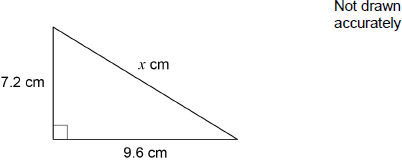 Not drawn
accurately
x cm
7.2 cm
9.6 cm